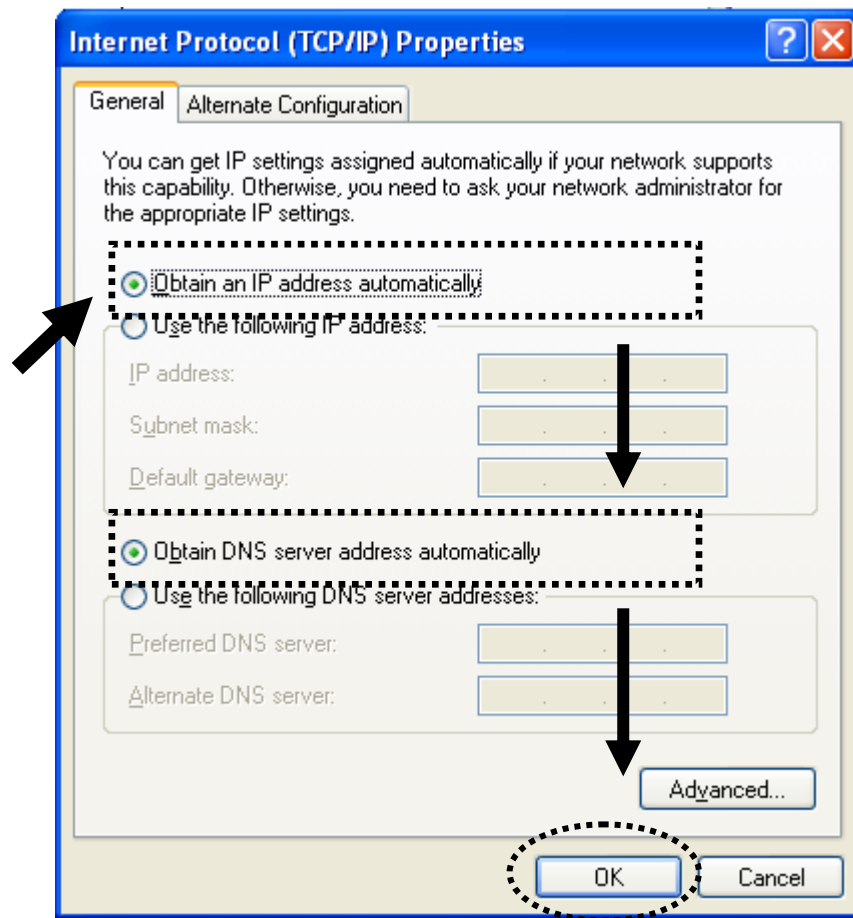 Internet Protocol (TCP/IP) Properties
?
General
Alternate Configuration
You can get IP settings assigned automatically if your network supports
this capability. Otherwise, you need to ask your network administrator for
the appropriate IP settings.
Obtain an IP address automatically
Use the following IP address:
IP address:
Subnet mask:
Default gateway:
Obtain DNS server address automatically
Use the following DNS server addresses:
Preferred DNS server:
Alternate DNS server:
Advanced...
OK
Cancel